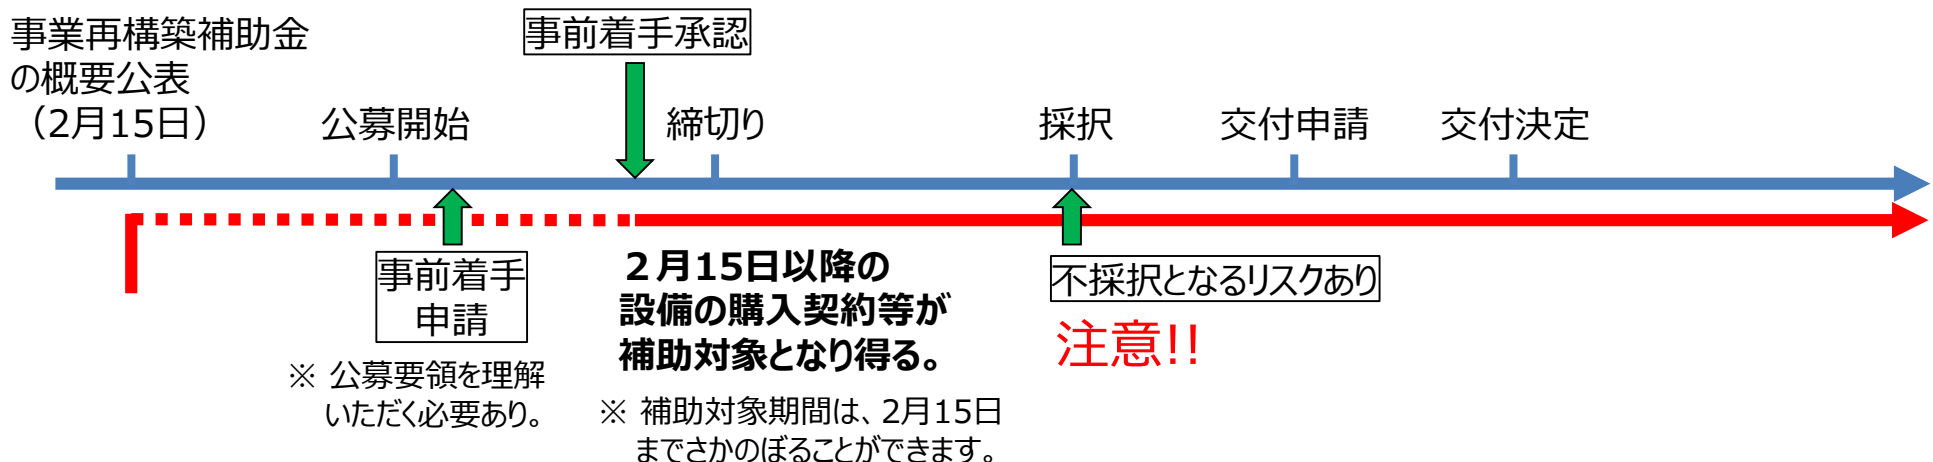 事業再構築補助金
の概要公表
（2月15日）
事前着手承認
公募開始
締切り
採択
交付申請
交付決定
事前着手
申請
※ 公募要領を理解
いただく必要あり。
２月15日以降の
設備の購入契約等が
補助対象となり得る。
※ 補助対象期間は、2月15日
までさかのぼることができます。
不採択となるリスクあり
注意!!